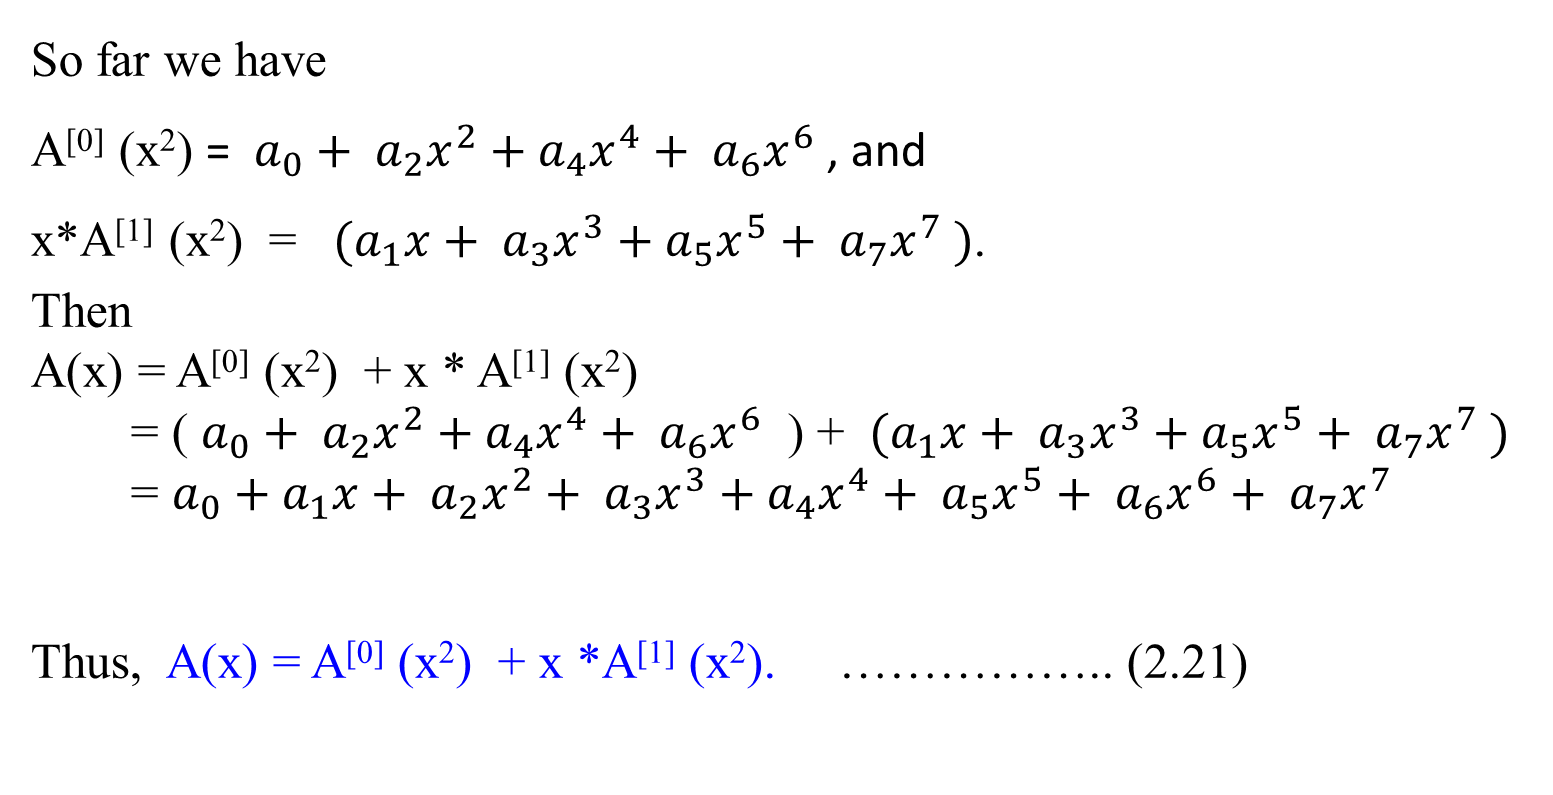 So far we have
A[0] (x²) = a₀ + a₂x² + a₄x⁴ + a₆x⁶ , and
x*A[1] (x²) = (a₁x + a₃x³ + a₅x⁵ + a₇x⁷ ).
Then
A(x) = A[0] (x²) + x * A[1] (x²)
= ( a₀ + a₂x² + a₄x⁴ + a₆x⁶ ) + (a₁x + a₃x³ + a₅x⁵ + a₇x⁷ )
= a₀ + a₁x + a₂x² + a₃x³ + a₄x⁴ + a₅x⁵ + a₆x⁶ + a₇x⁷
Thus, A(x) = A[0] (x²) + x *A[1] (x²). …………….. (2.21)